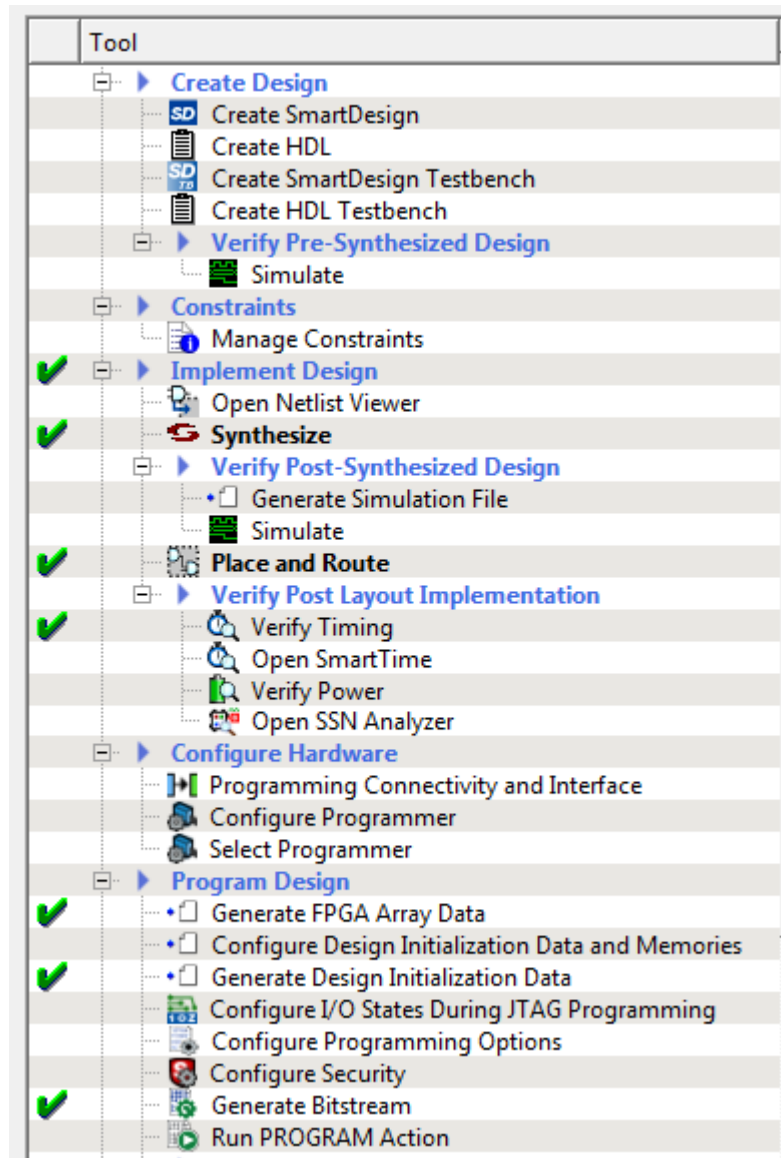 Tool
Create Design
SD Create SmartDesign
Create HDL
SD TB Create SmartDesign Testbench
Create HDL Testbench
Verify Pre-Synthesized Design
Simulate
Constraints
Manage Constraints
Implement Design
Open Netlist Viewer
Synthesize
Verify Post-Synthesized Design
Generate Simulation File
Simulate
Place and Route
Verify Post Layout Implementation
Verify Timing
Open SmartTime
Verify Power
Open SSN Analyzer
Configure Hardware
Programming Connectivity and Interface
Configure Programmer
Select Programmer
Program Design
Generate FPGA Array Data
Configure Design Initialization Data and Memories
Generate Design Initialization Data
Configure I/O States During JTAG Programming
Configure Programming Options
Configure Security
Generate Bitstream
Run PROGRAM Action